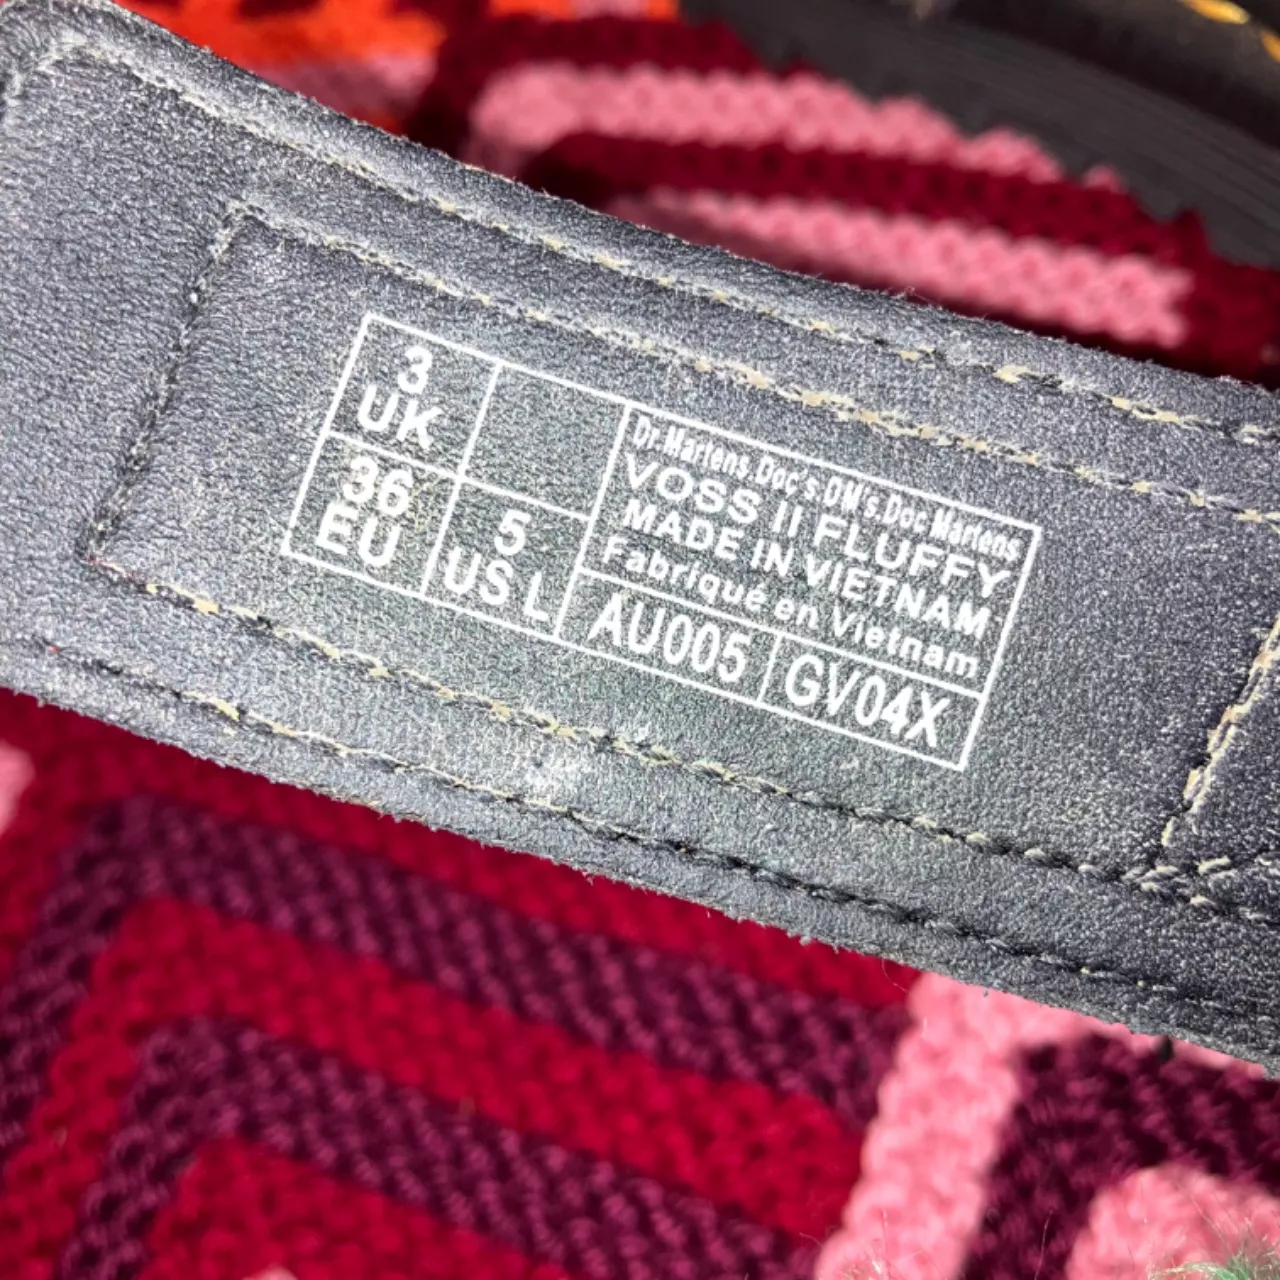 3
UK
36
EU
5
US L
Dr.Martens.Doc's.DM's.Doc Martens
VOSS II FLUFFY
MADE IN VIETNAM
Fabriqué en Vietnam
AU005
GV04X